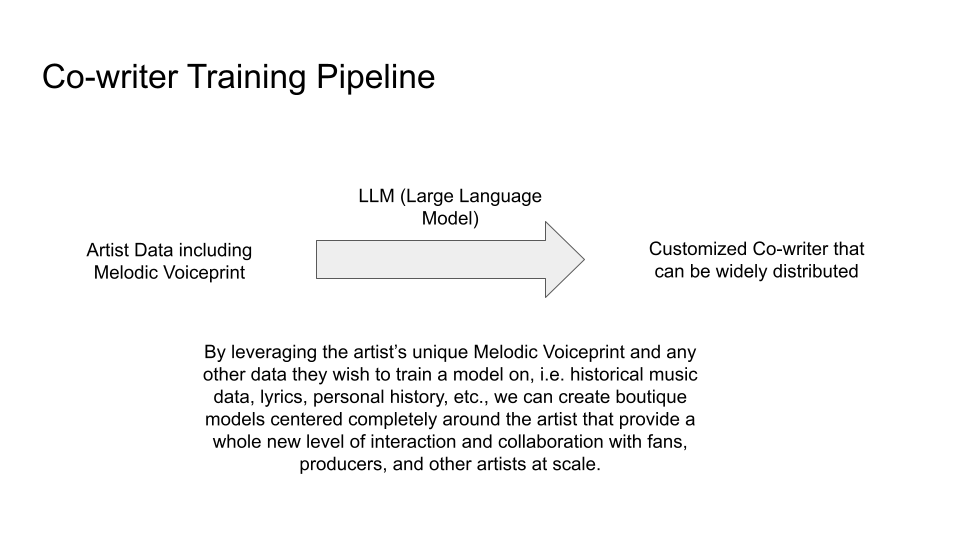 Co-writer Training Pipeline
LLM (Large Language
Model)
Artist Data including
Melodic Voiceprint
Customized Co-writer that
can be widely distributed
By leveraging the artist’s unique Melodic Voiceprint and any
other data they wish to train a model on, i.e. historical music
data, lyrics, personal history, etc., we can create boutique
models centered completely around the artist that provide a
whole new level of interaction and collaboration with fans,
producers, and other artists at scale.